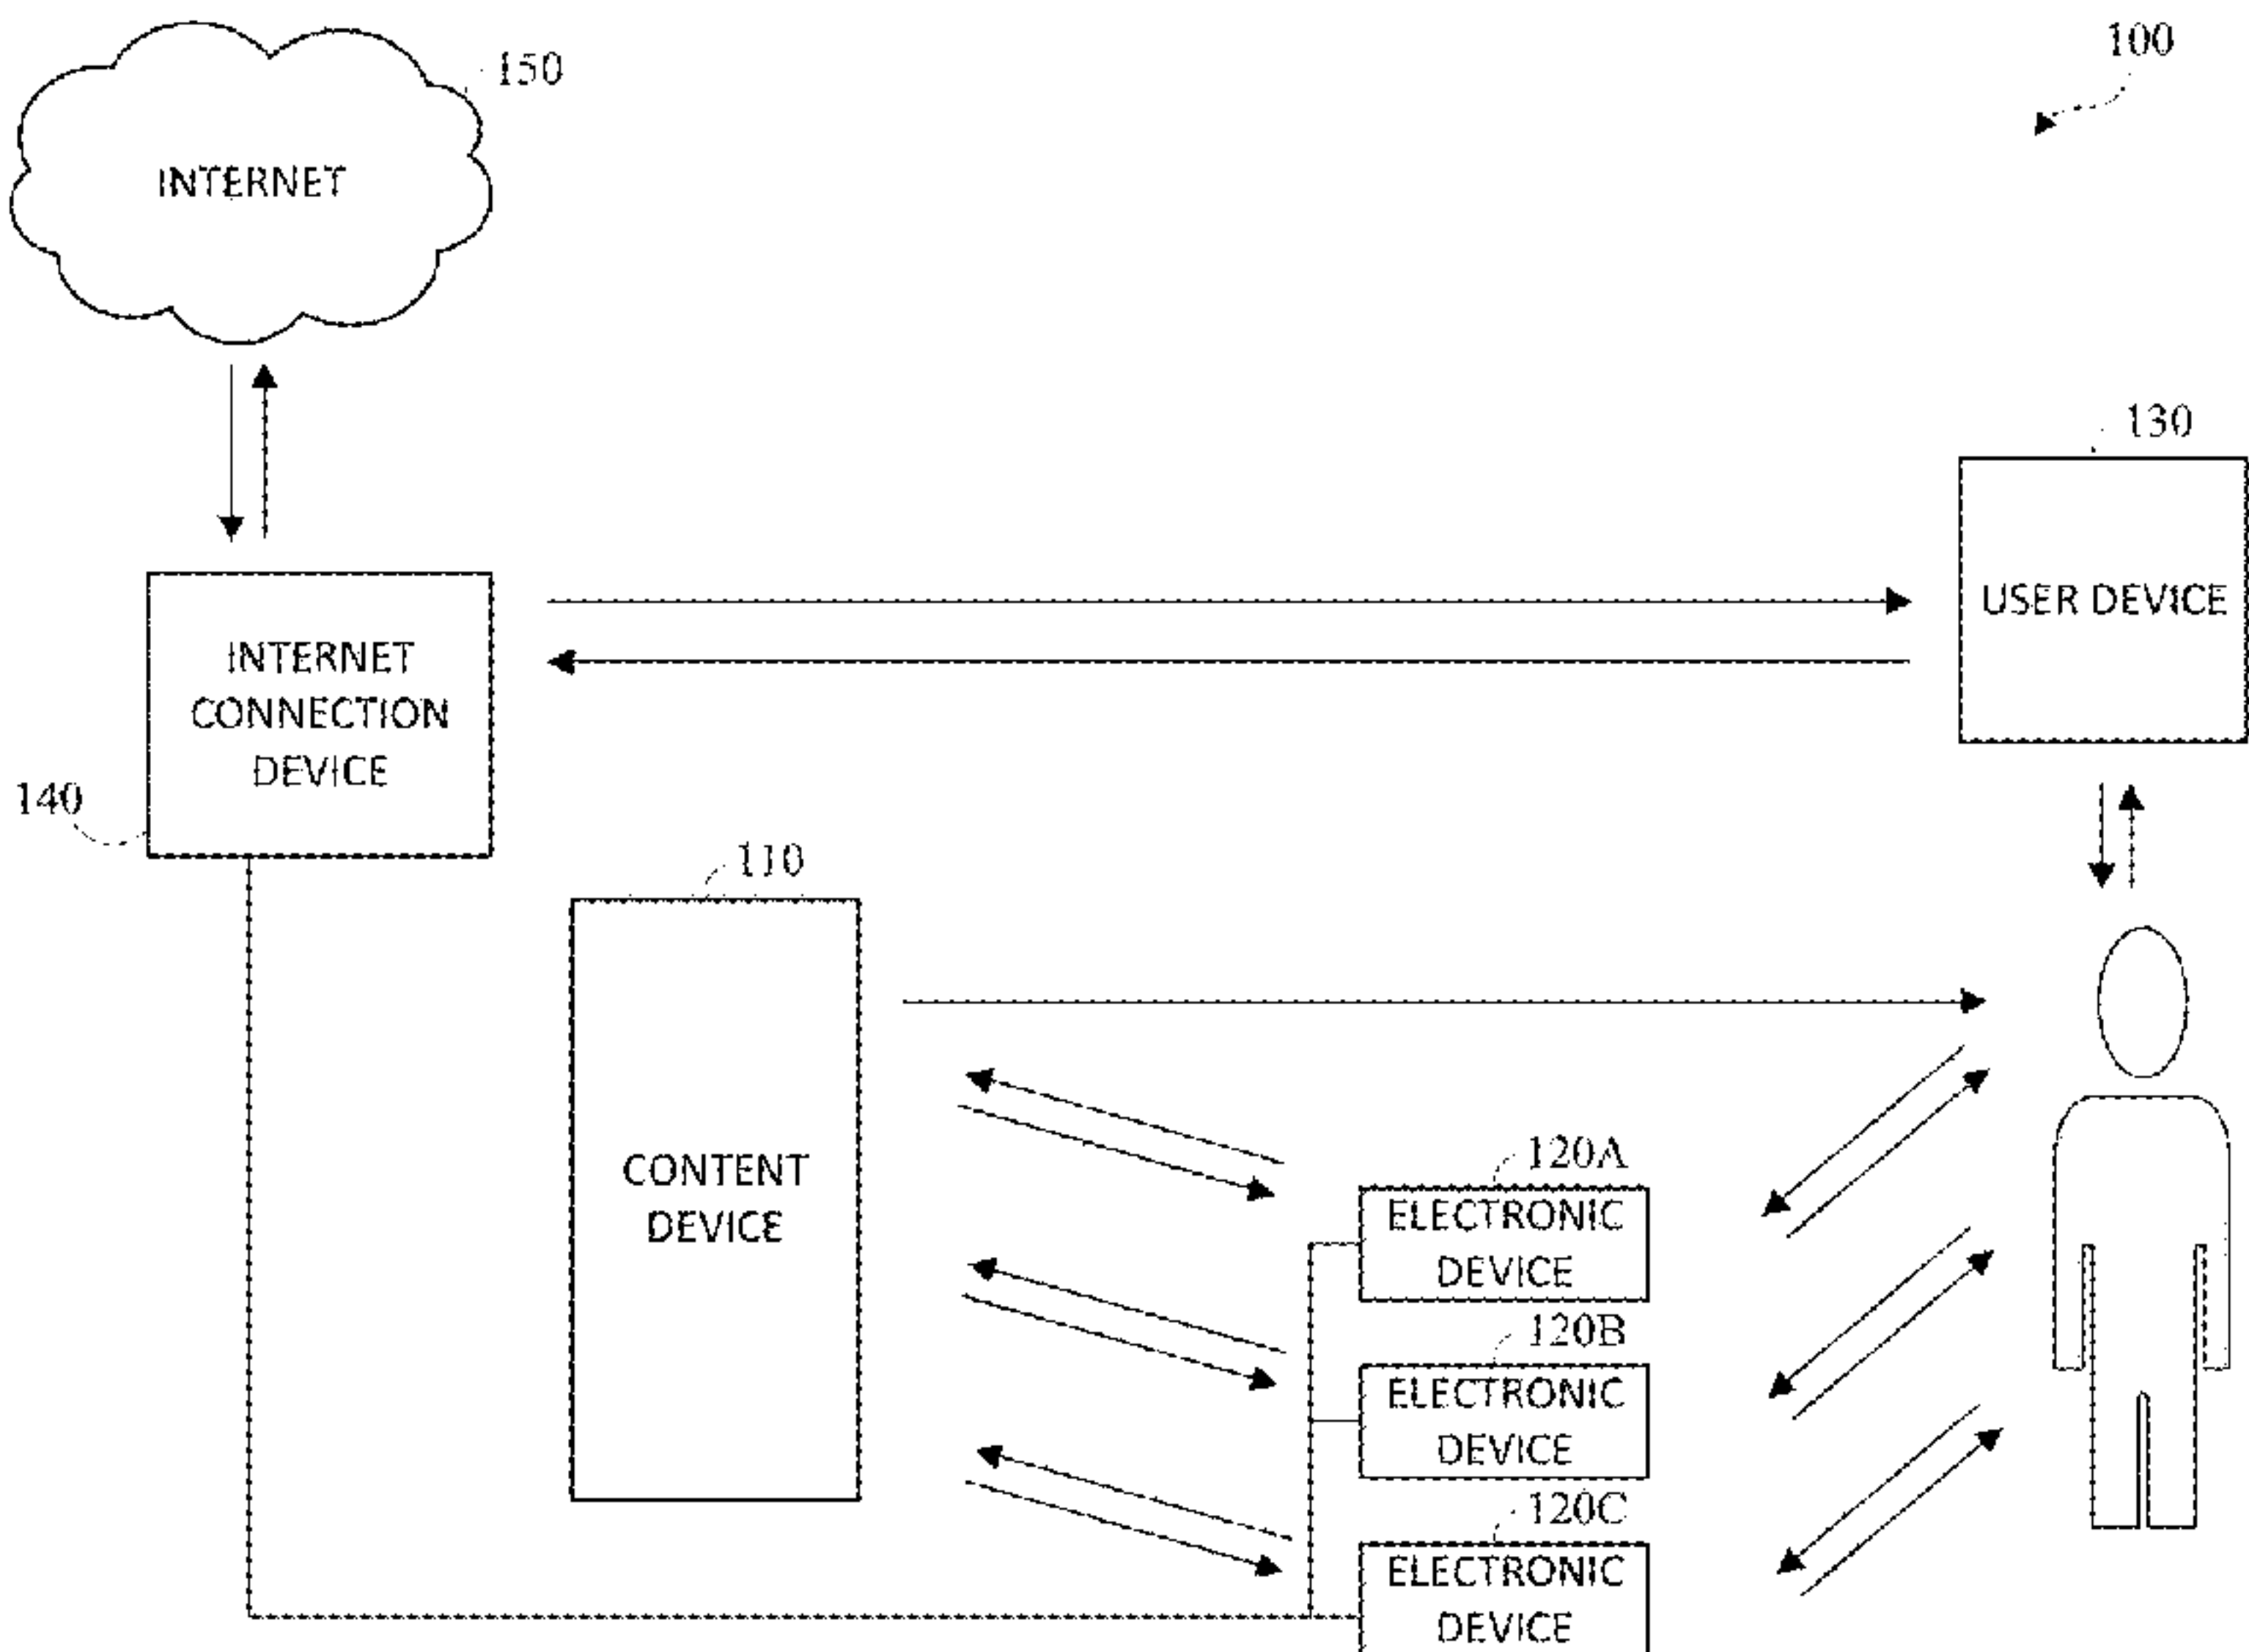 150
100
INTERNET
130
USER DEVICE
INTERNET
CONNECTION
DEVICE
140
110
CONTENT
DEVICE
120A
ELECTRONIC
DEVICE
120B
ELECTRONIC
DEVICE
120C
ELECTRONIC
DEVICE